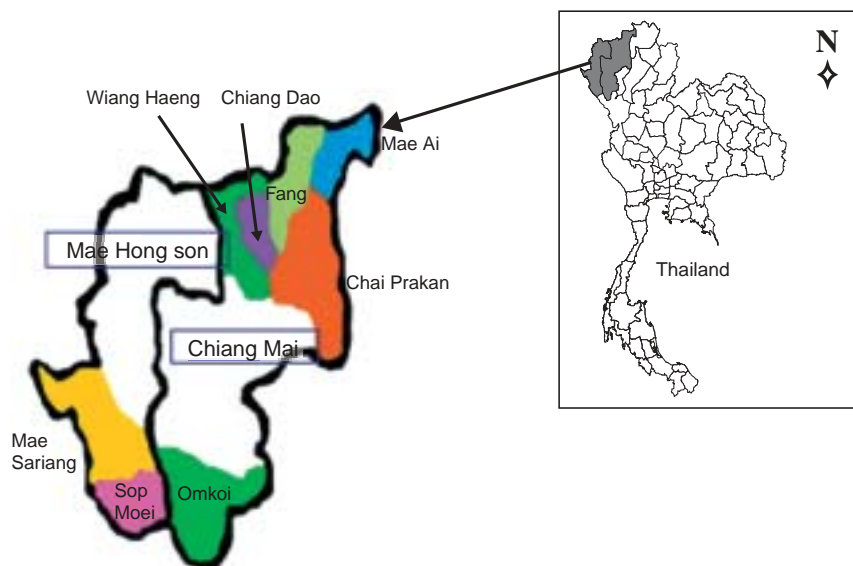 N
Wiang Haeng
Chiang Dao
Mae Ai
Fang
Mae Hong son
Thailand
Chai Prakan
Chiang Mai
Mae
Sariang
Sop
Moei
Omkoi